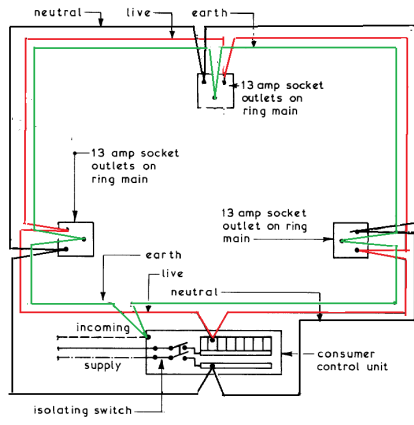 neutral
live
earth
13 amp socket
outlets on
ring main
13 amp socket
outlets on
ring main
13 amp socket
outlet on ring
main
earth
live
neutral
incoming
supply
consumer
control unit
isolating switch